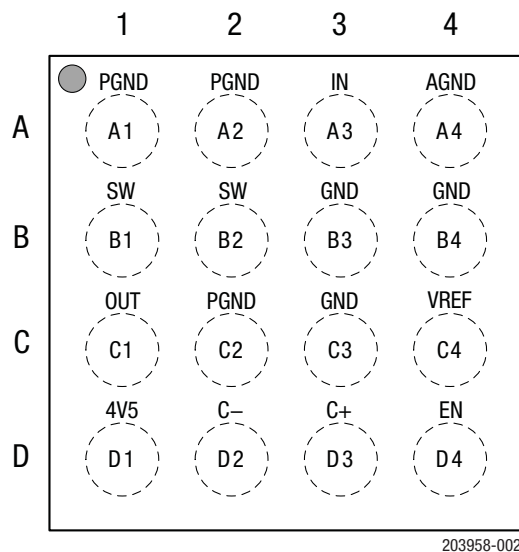 1 2 3 4
PGND PGND IN AGND
A A1 A2 A3 A4
SW SW GND GND
B B1 B2 B3 B4
OUT PGND GND VREF
C C1 C2 C3 C4
4V5 C– C+ EN
D D1 D2 D3 D4
203958-002